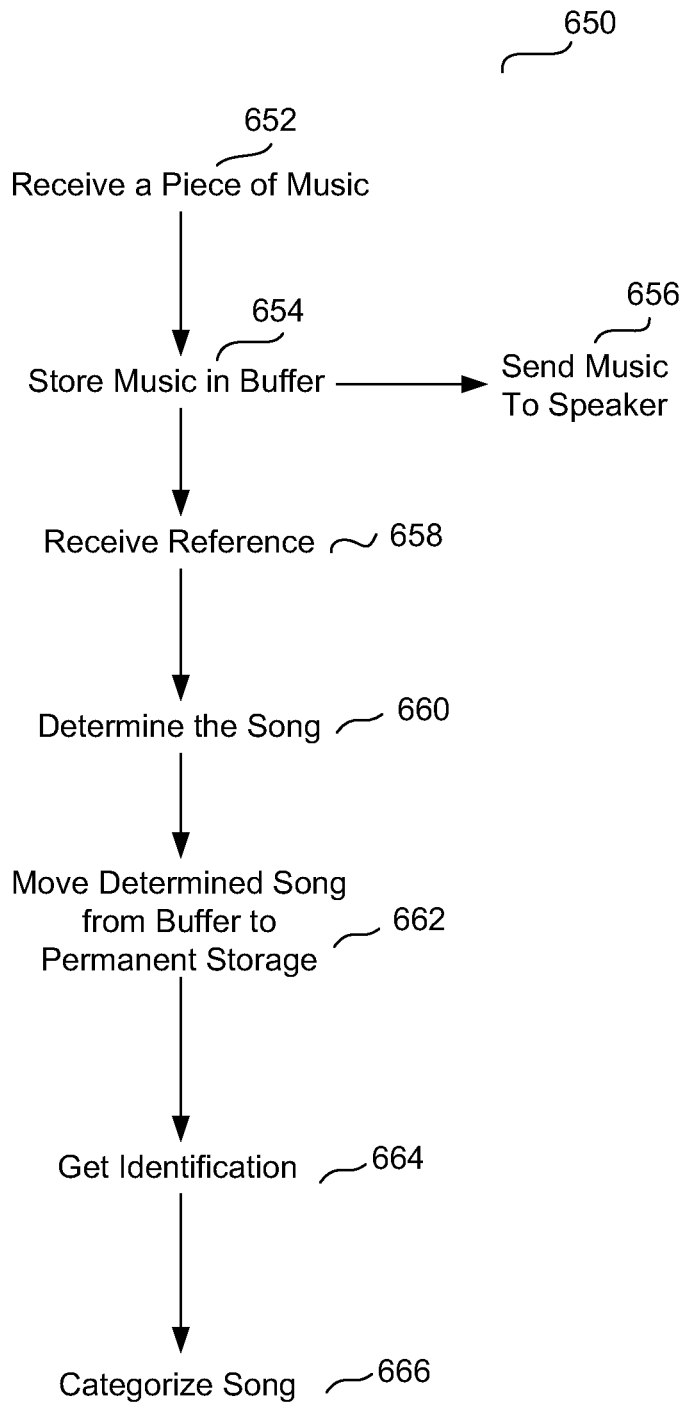 650
652
Receive a Piece of Music
654
Store Music in Buffer
656
Send Music
To Speaker
Receive Reference 658
Determine the Song 660
Move Determined Song
from Buffer to
Permanent Storage
662
Get Identification 664
Categorize Song 666